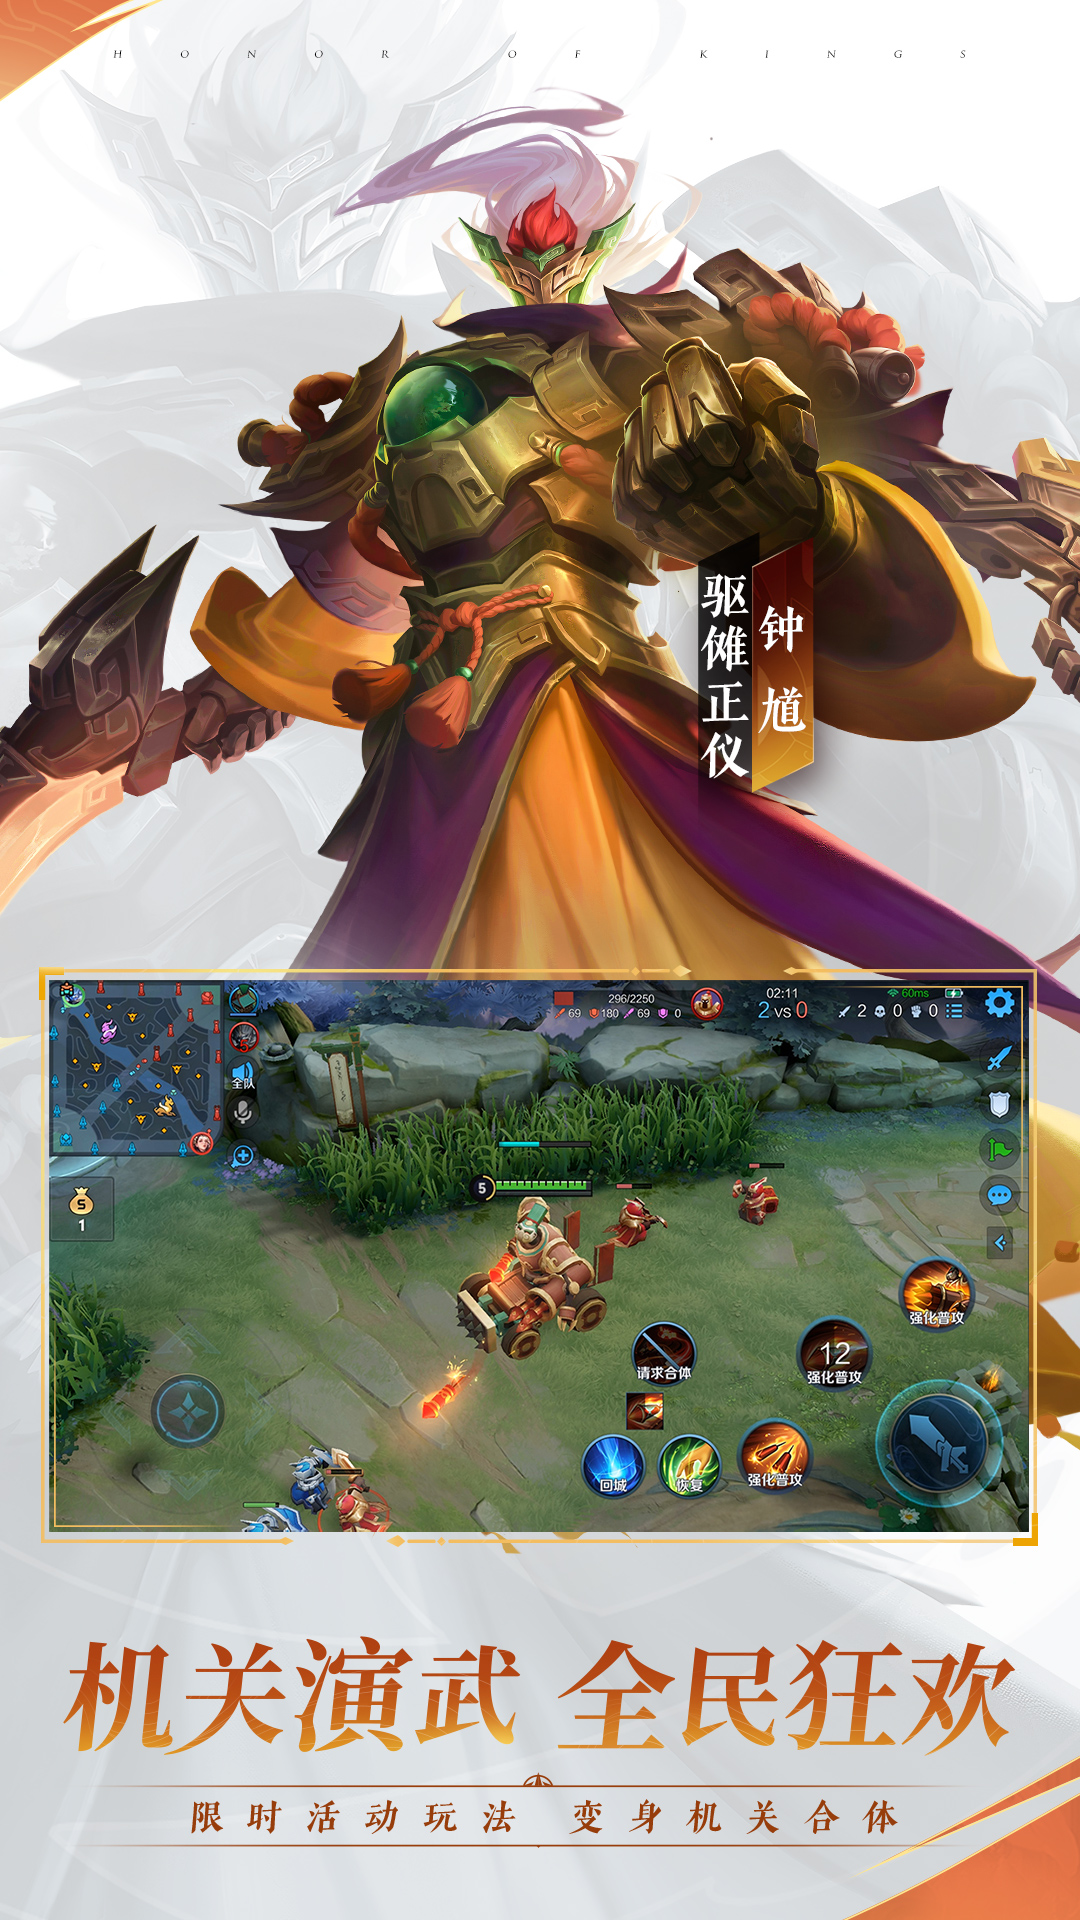 HONOR OF KINGS
钟馗
驱傩正仪
296/2250
69 180 69 0
02:11
2 VS 0
60ms
2 0 0
5
全队
S
1
5
强化普攻
请求合体
12
强化普攻
回城
恢复
强化普攻
机关演武 全民狂欢
限时活动玩法 变身机关合体